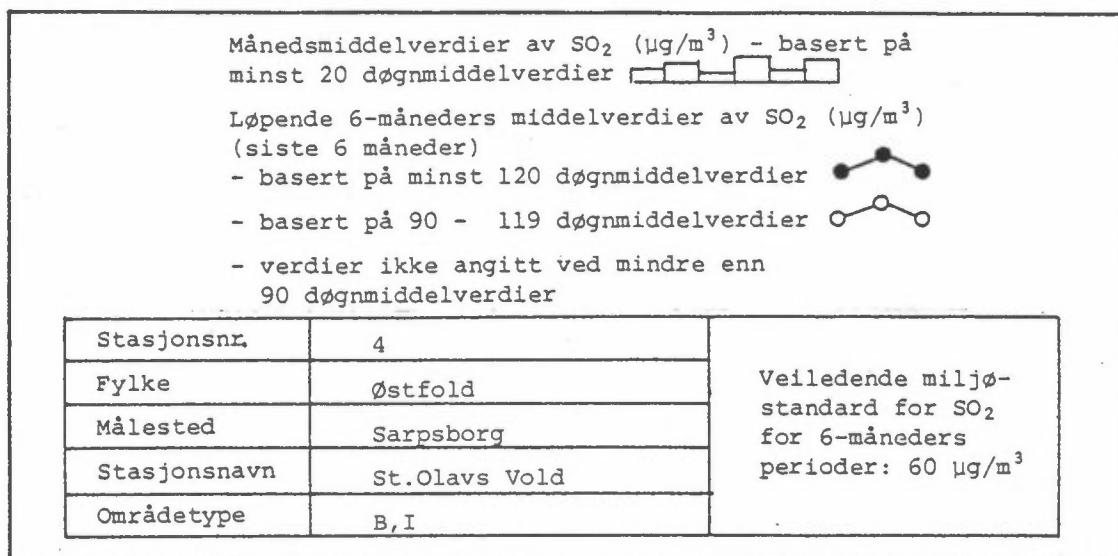 Månedsmiddelverdier av SO₂ (µg/m³) – basert på
minst 20 døgnmiddelverdier
Løpende 6-måneders middelverdier av SO₂ (µg/m³)
(siste 6 måneder)
- basert på minst 120 døgnmiddelverdier
- basert på 90 - 119 døgnmiddelverdier
- verdier ikke angitt ved mindre enn
90 døgnmiddelverdier
Stasjonsnr. 4
Fylke Østfold
Målested Sarpsborg
Stasjonsnavn St.Olavs Vold
Områdetype B,I
Veiledende miljø-
standard for SO₂
for 6-måneders
perioder: 60 µg/m³